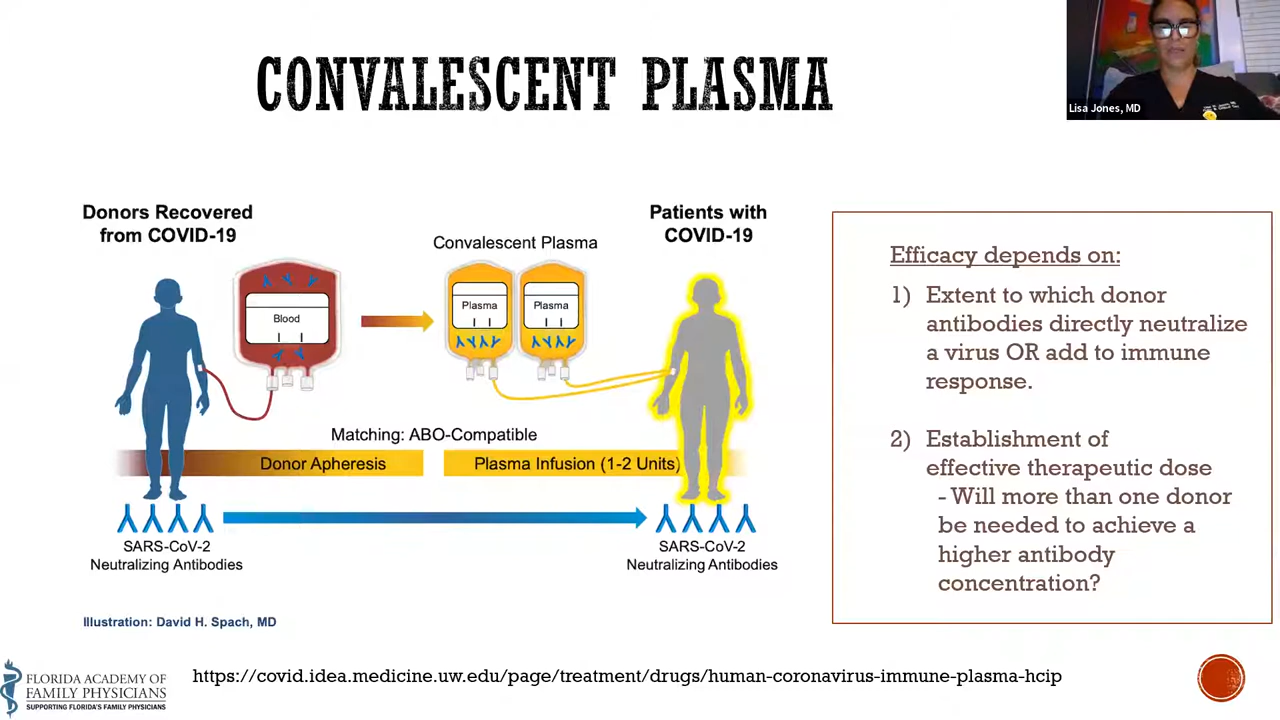 CONVALESCENT PLASMA
Lisa Jones, MD
Donors Recovered
from COVID-19
Convalescent Plasma
Patients with
COVID-19
Blood
Plasma
Plasma
Matching: ABO-Compatible
Donor Apheresis
Plasma Infusion (1-2 Units)
SARS-CoV-2
Neutralizing Antibodies
SARS-CoV-2
Neutralizing Antibodies
Illustration: David H. Spach, MD
Efficacy depends on:
1) Extent to which donor
antibodies directly neutralize
a virus OR add to immune
response.
2) Establishment of
effective therapeutic dose
- Will more than one donor
be needed to achieve a
higher antibody
concentration?
FLORIDA ACADEMY OF
FAMILY PHYSICIANS
SUPPORTING FLORIDA'S FAMILY PHYSICIANS
https://covid.idea.medicine.uw.edu/page/treatment/drugs/human-coronavirus-immune-plasma-hcip